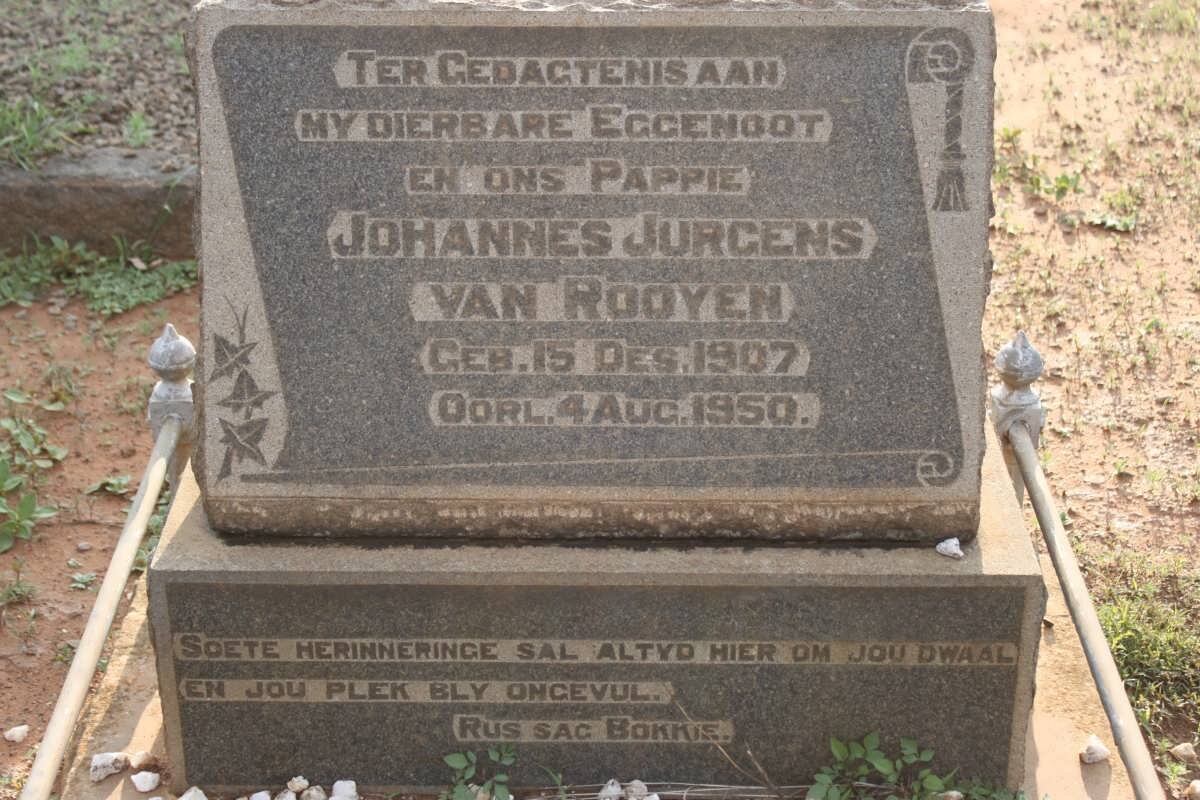 TER GEDAGTENIS AAN
MY DIERBARE EGGENOOT
EN ONS PAPPIE
JOHANNES JURGENS
VAN ROOYEN
GEB. 15 DES. 1907
OORL. 4 AUG. 1950.
SOETE HERINNERINGE SAL ALTYD HIER OM JOU DWAAL
EN JOU PLEK BLY ONGEVUL.
RUS SAG BOKKIE.